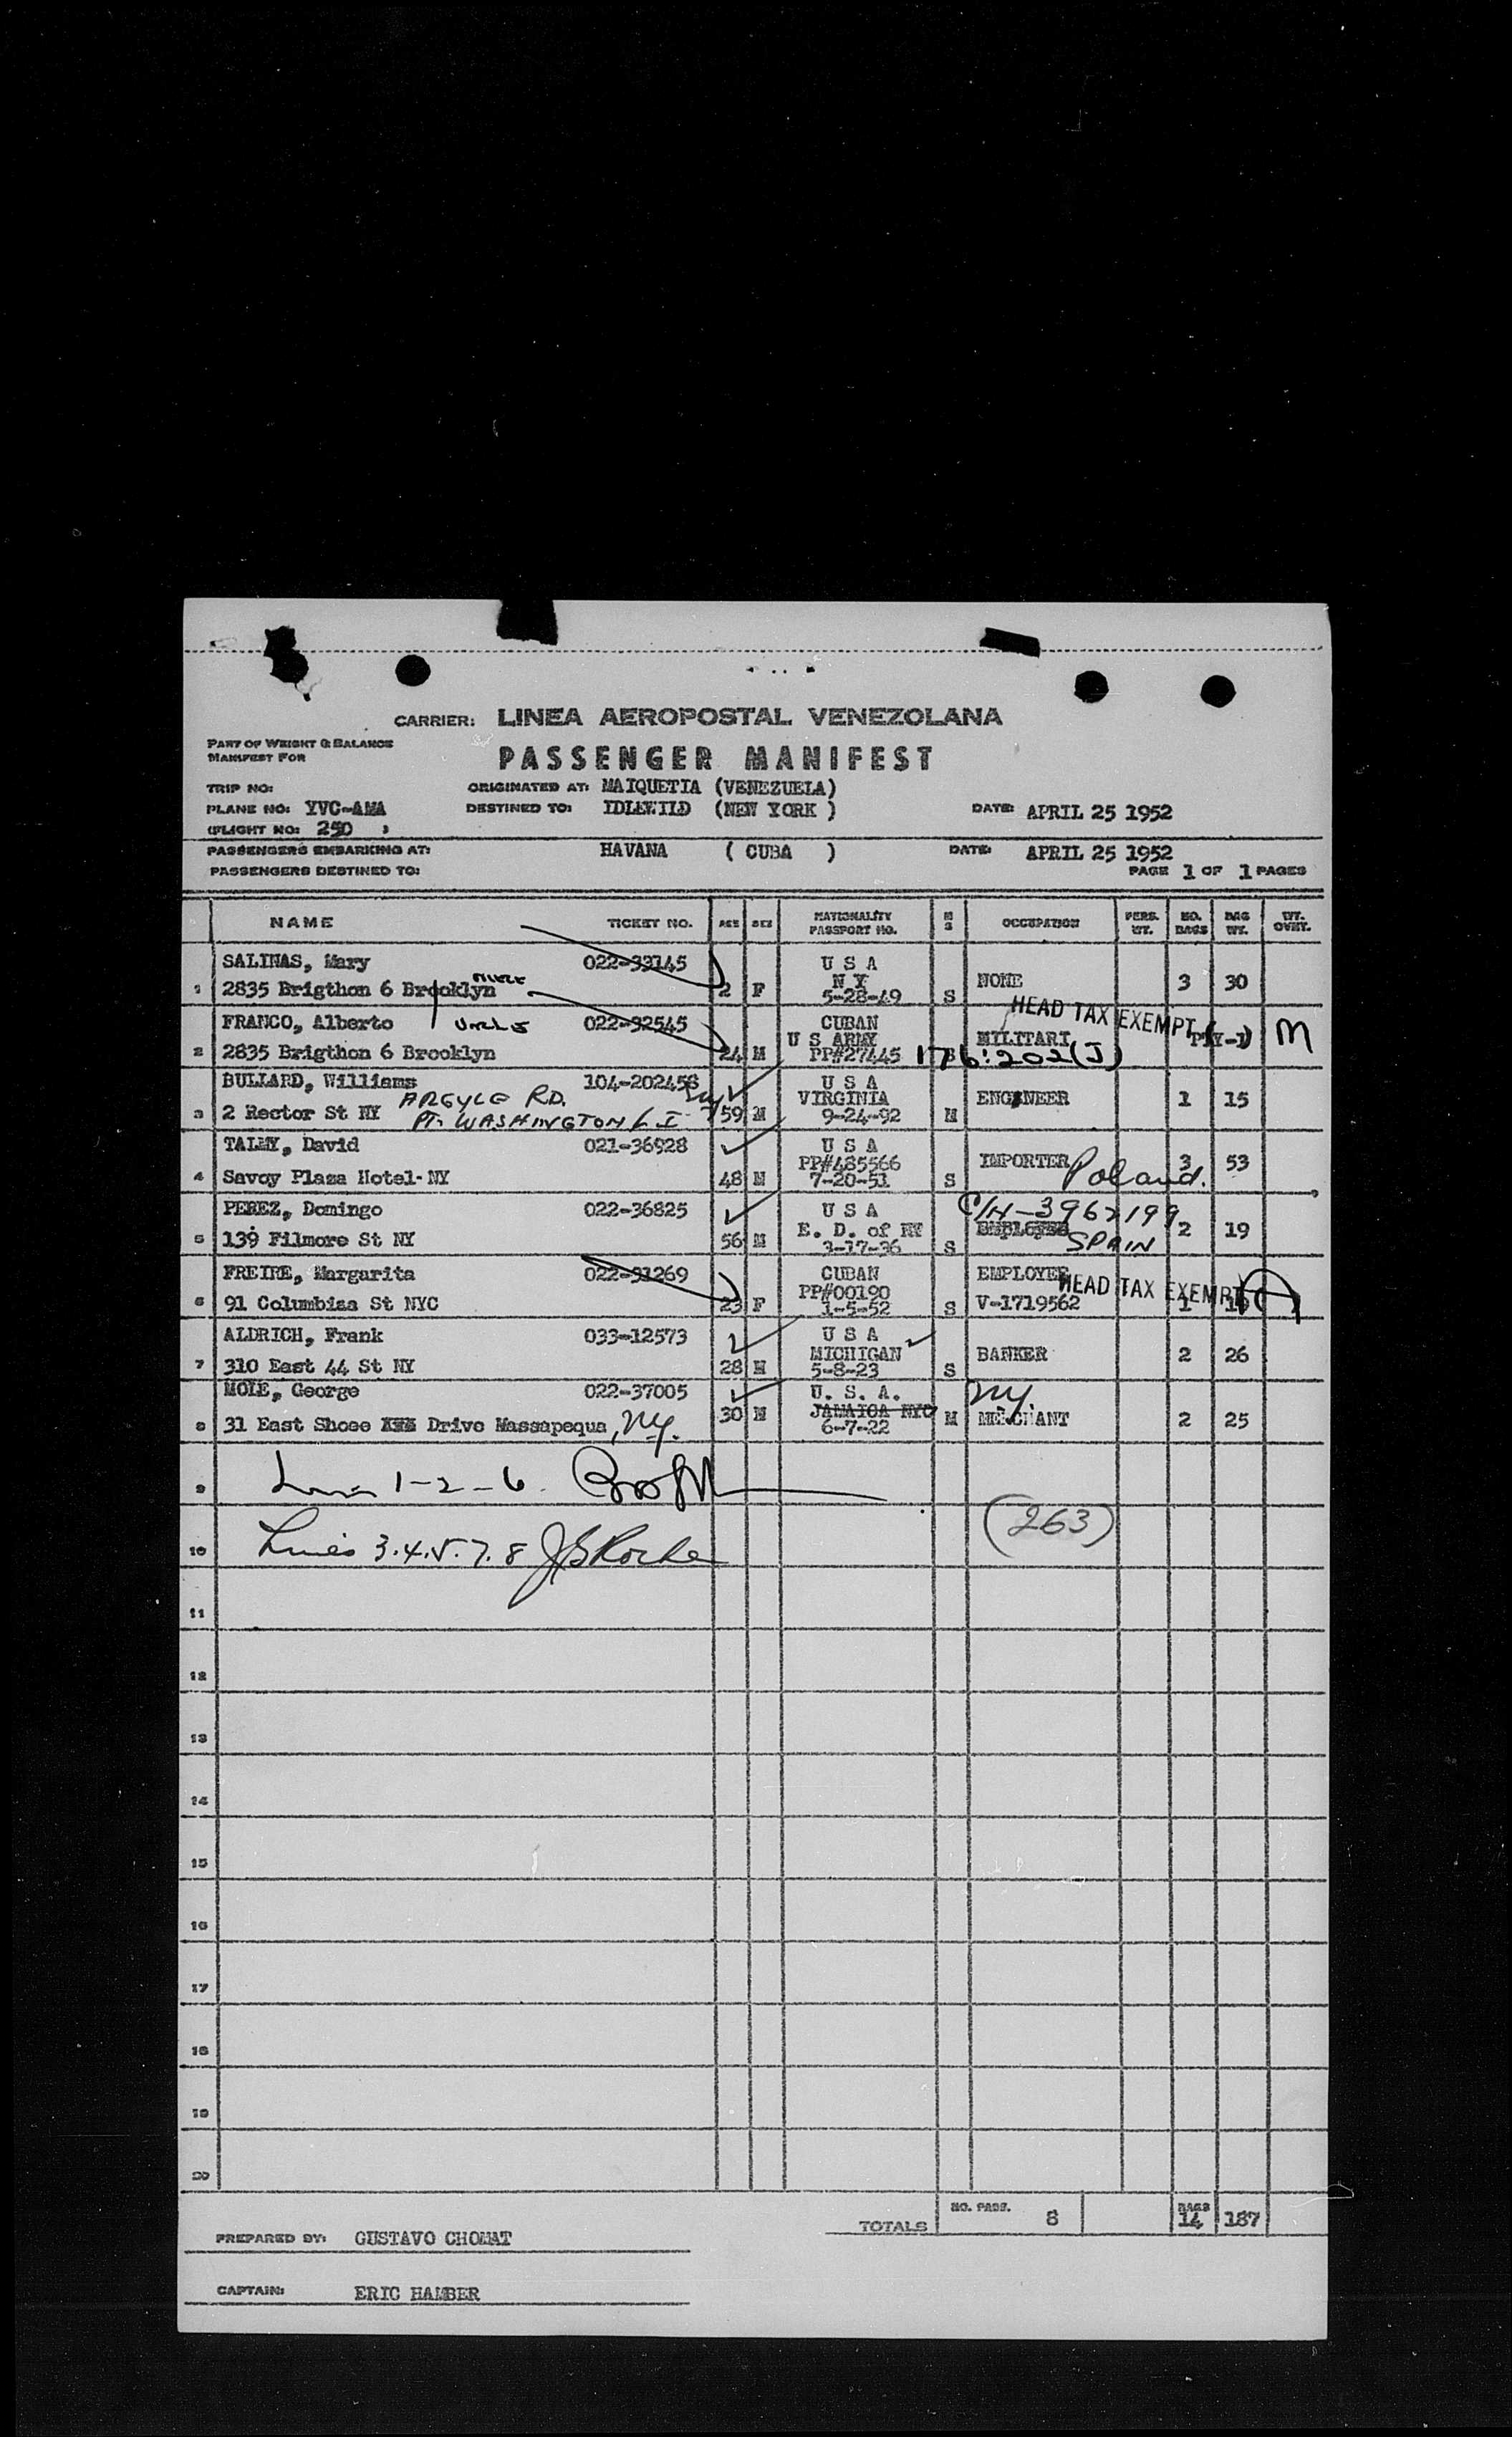 CARRIER: LINEA AEROPOSTAL VENEZOLANA
PART OF WEIGHT & BALANCE
MANIFEST FOR
PASSENGER MANIFEST
TRIP NO:
ORIGINATED AT: MAIQUETIA (VENEZUELA)
PLANE NO: YVC-AMA
DESTINED TO: IDLEWILD (NEW YORK )
DATE: APRIL 25 1952
(FLIGHT NO: 250 )
PASSENGERS EMBARKING AT: HAVANA ( CUBA )
DATE: APRIL 25 1952
PASSENGERS DESTINED TO:
PAGE 1 OF 1 PAGES
NAME TICKET NO. AGE SEX NATIONALITY PASSPORT NO. M S OCCUPATION PERS. WT. NO. BAGS BAG WT. WT. OVHT.
SALINAS, Mary 022-33145 U S A
N Y
1 2835 Brigthon 6 Brooklyn 2 F 5-28-49 S NONE 3 30
HEAD TAX EXEMPT
FRANCO, Alberto Uncle 022-32545 CUBAN
U S ARMY MILITARI M
2 2835 Brigthon 6 Brooklyn 24 M PP#27445 176:202(J)
BULLARD, Williams 104-202456 U S A
ARGYLE RD. VIRGINIA ENGINEER 1 15
3 2 Rector St NY PT. WASHINGTON L I 59 M 9-24-92 M
TALMY, David 021-36928 U S A
PP#485566 IMPORTER Poland. 3 53
4 Savoy Plaza Hotel-NY 48 M 7-20-51 S
PEREZ, Domingo 022-36825 U S A C/N-3962199
E. D. of NY EMPLOYEE 2 19
5 139 Filmore St NY 56 M 3-17-36 S SPAIN
FREIRE, Margarita 022-31269 CUBAN EMPLOYEE
PP#00190 HEAD TAX EXEMPT
6 91 Columbiaa St NYC 23 F 1-5-52 S V-1719562 1
ALDRICH, Frank 033-12573 U S A
MICHIGAN BANKER 2 26
7 310 East 44 St NY 28 M 5-8-23 S
MOLE, George 022-37005 U. S. A. NY.
JAMAICA NYC
8 31 East Shoee Drive Massapequa, NY. 30 M 6-7-22 M MERCHANT 2 25
9 1-2-6.
(263)
10 Lines 3.4.5.7.8 JS Roche
11
12
13
14
15
16
17
18
19
20
TOTALS NO. PASS. 8 BAGS 14 187
PREPARED BY: GUSTAVO CHOMAT
CAPTAIN: ERIC HAMBER